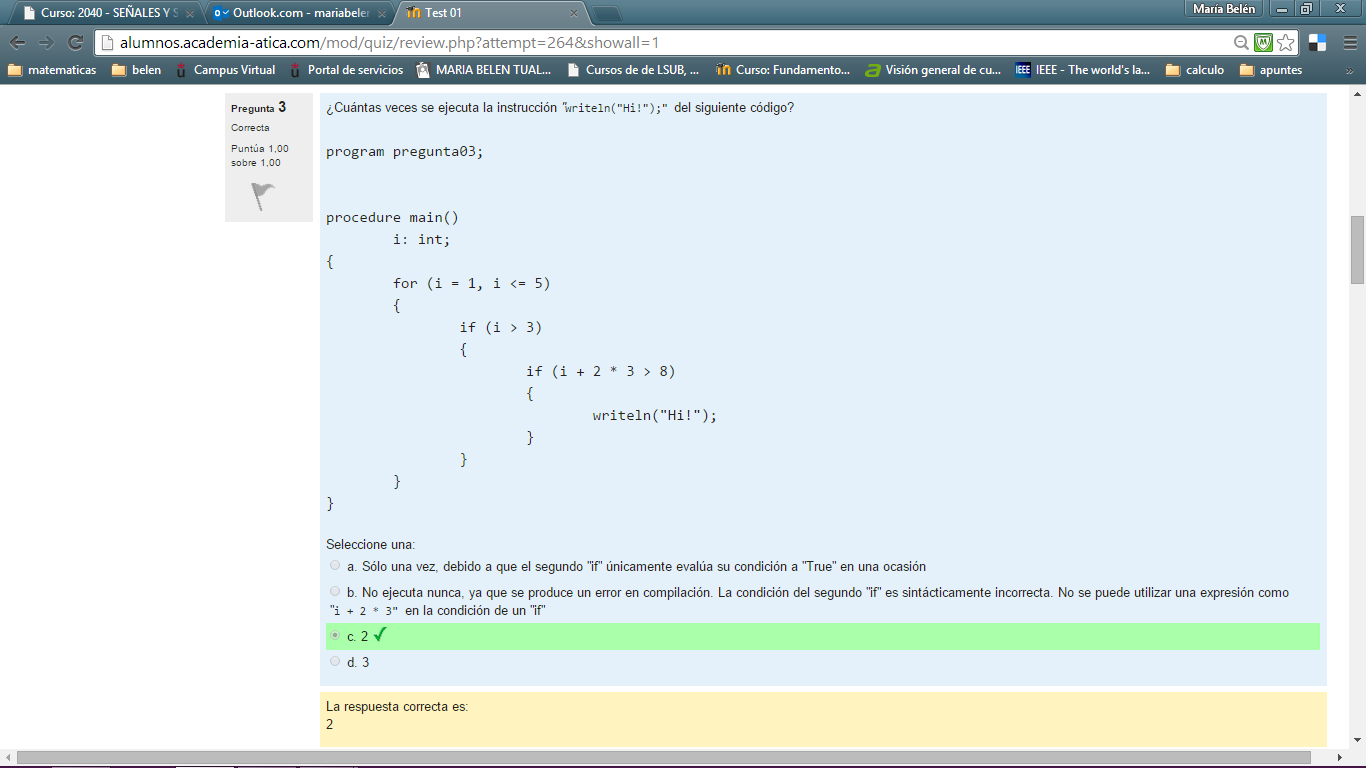 Curso: 2040 - SEÑALES Y S
Outlook.com - mariabeler
Test 01
María Belén
alumnos.academia-atica.com/mod/quiz/review.php?attempt=264&showall=1
matematicas
belen
Campus Virtual
Portal de servicios
MARIA BELEN TUAL...
Cursos de de LSUB, ...
Curso: Fundamento...
Visión general de cu...
IEEE IEEE - The world's la...
calculo
apuntes
»
Pregunta 3
Correcta
Puntúa 1,00
sobre 1,00
¿Cuántas veces se ejecuta la instrucción "writeln("Hi!");" del siguiente código?
program pregunta03;
procedure main()
i: int;
{
for (i = 1, i <= 5)
{
if (i > 3)
{
if (i + 2 * 3 > 8)
{
writeln("Hi!");
}
}
}
}
Seleccione una:
a. Sólo una vez, debido a que el segundo "if" únicamente evalúa su condición a "True" en una ocasión
b. No ejecuta nunca, ya que se produce un error en compilación. La condición del segundo "if" es sintácticamente incorrecta. No se puede utilizar una expresión como
"i + 2 * 3" en la condición de un "if"
c. 2
d. 3
La respuesta correcta es:
2